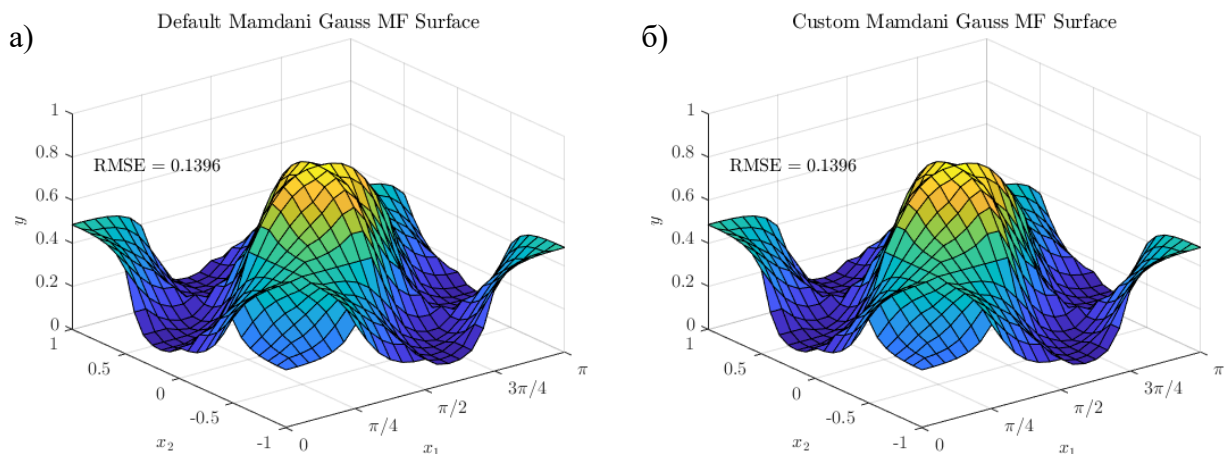 а)
Default Mamdani Gauss MF Surface
RMSE = 0.1396
y
1
0.8
0.6
0.4
0.2
0
1
0.5
0
-0.5
-1
x₂
0
π/4
π/2
3π/4
π
x₁
б)
Custom Mamdani Gauss MF Surface
RMSE = 0.1396
y
1
0.8
0.6
0.4
0.2
0
1
0.5
0
-0.5
-1
x₂
0
π/4
π/2
3π/4
π
x₁